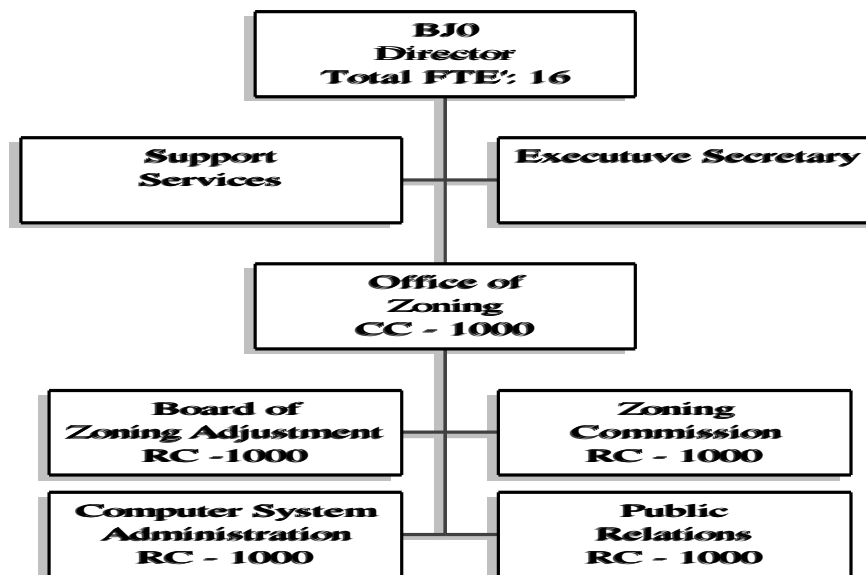 BJ0
Director
Total FTE': 16
Support
Services
Executuve Secretary
Office of
Zoning
CC - 1000
Board of
Zoning Adjustment
RC -1000
Zoning
Commission
RC - 1000
Computer System
Administration
RC - 1000
Public
Relations
RC - 1000